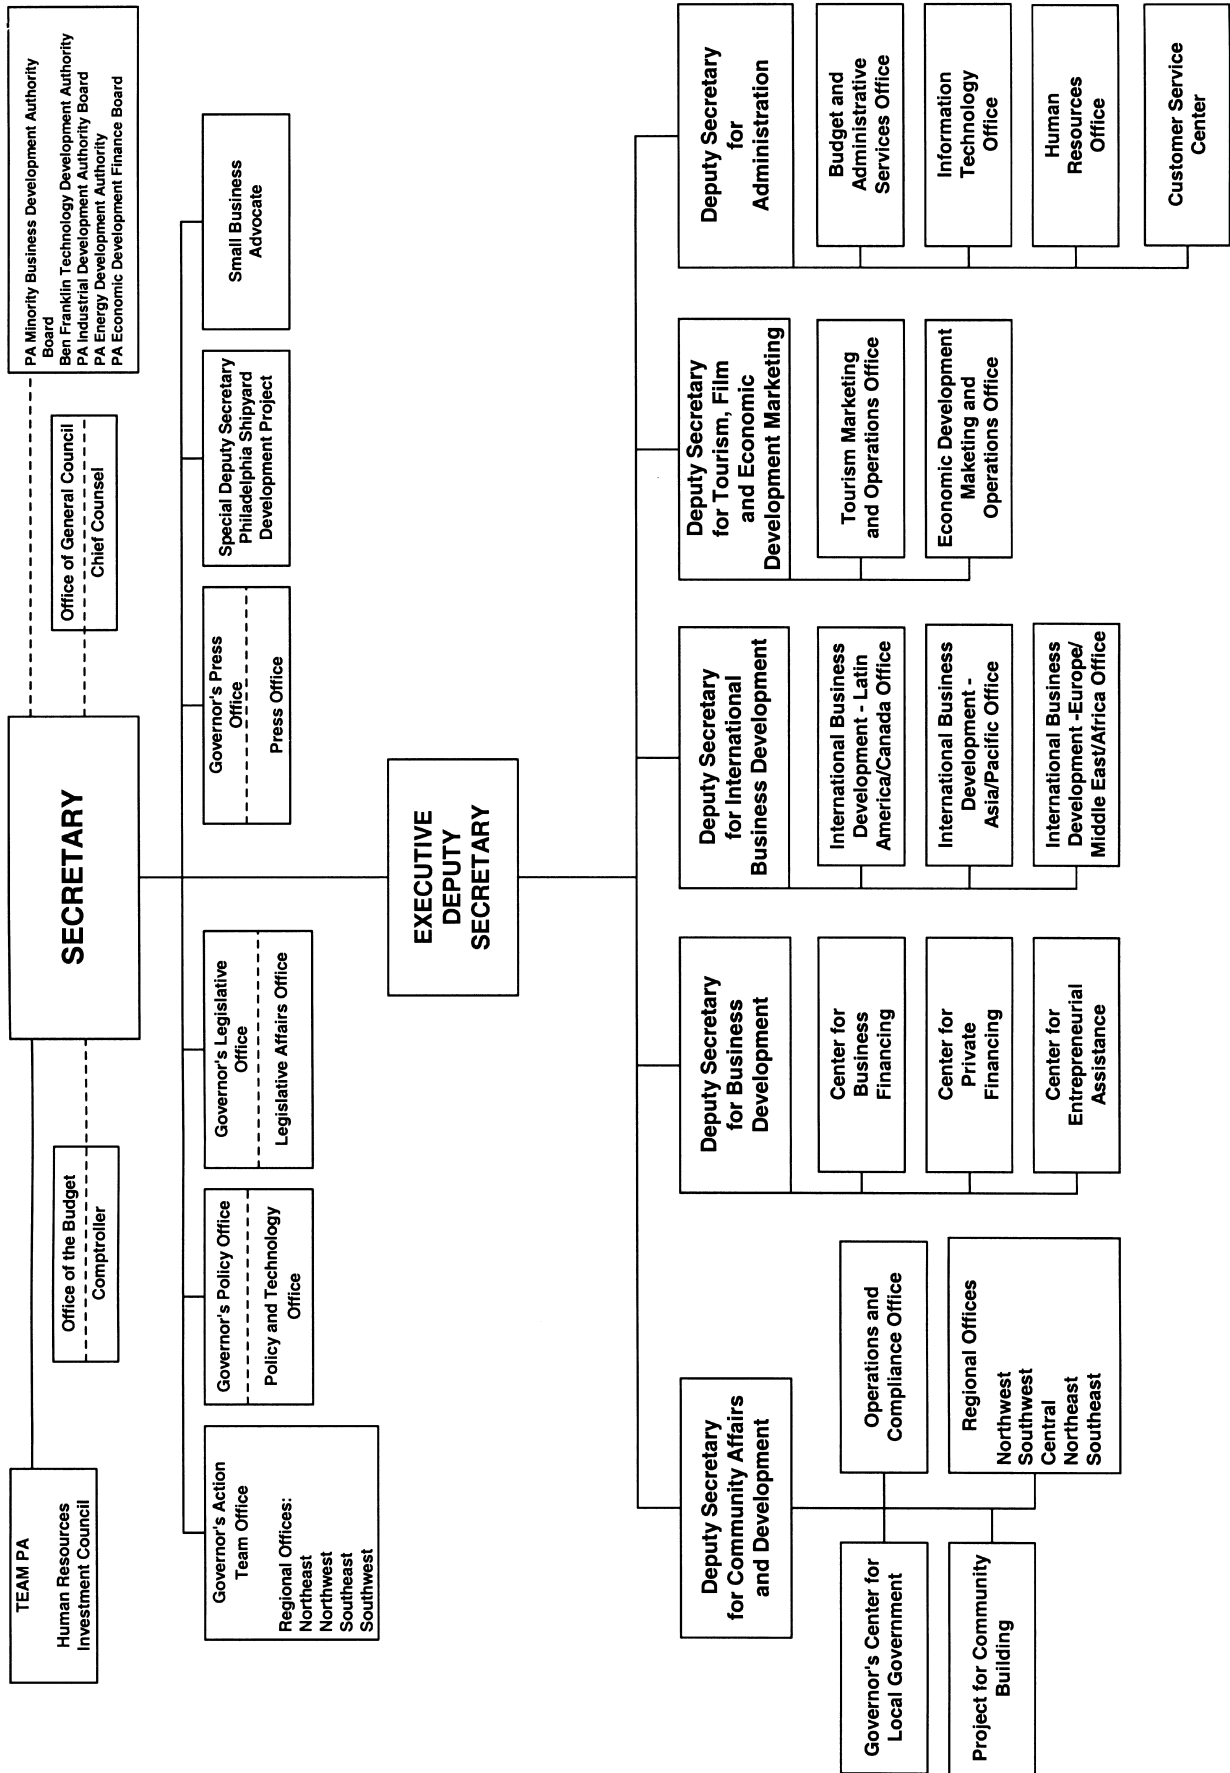 TEAM PA
Human Resources
Investment Council
Office of the Budget
Comptroller
SECRETARY
Office of General Council
Chief Counsel
PA Minority Business Development Authority
Board
Ben Franklin Technology Development Authority
PA Industrial Development Authority Board
PA Energy Development Authority
PA Economic Development Finance Board
Governor's Action
Team Office
Regional Offices:
Northeast
Northwest
Southeast
Southwest
Governor's Policy Office
Policy and Technology
Office
Governor's Legislative
Office
Legislative Affairs Office
Governor's Press
Office
Press Office
Special Deputy Secretary
Philadelphia Shipyard
Development Project
Small Business
Advocate
EXECUTIVE
DEPUTY
SECRETARY
Deputy Secretary
for Community Affairs
and Development
Governor's Center for
Local Government
Operations and
Compliance Office
Project for Community
Building
Regional Offices
Northwest
Southwest
Central
Northeast
Southeast
Deputy Secretary
for Business
Development
Center for
Business
Financing
Center for
Private
Financing
Center for
Entrepreneurial
Assistance
Deputy Secretary
for International
Business Development
International Business
Development - Latin
America/Canada Office
International Business
Development -
Asia/Pacific Office
International Business
Development -Europe/
Middle East/Africa Office
Deputy Secretary
for Tourism, Film
and Economic
Development Marketing
Tourism Marketing
and Operations Office
Economic Development
Maketing and
Operations Office
Deputy Secretary
for
Administration
Budget and
Administrative
Services Office
Information
Technology
Office
Human
Resources
Office
Customer Service
Center